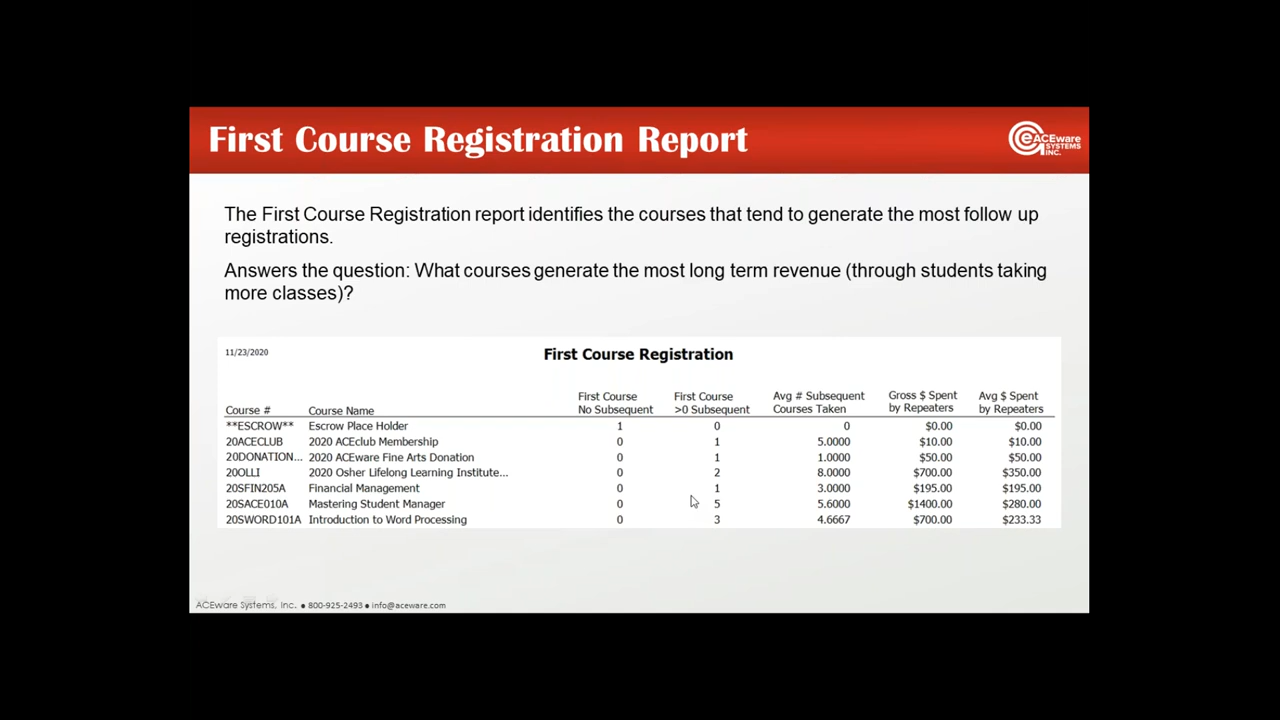 First Course Registration Report
eACEware
SYSTEMS
INC.
The First Course Registration report identifies the courses that tend to generate the most follow up
registrations.
Answers the question: What courses generate the most long term revenue (through students taking
more classes)?
11/23/2020
First Course Registration
First Course First Course Avg # Subsequent Gross $ Spent Avg $ Spent
Course # Course Name No Subsequent >0 Subsequent Courses Taken by Repeaters by Repeaters
**ESCROW** Escrow Place Holder 1 0 0 $0.00 $0.00
20ACECLUB 2020 ACEclub Membership 0 1 5.0000 $10.00 $10.00
20DONATION... 2020 ACEware Fine Arts Donation 0 1 1.0000 $50.00 $50.00
20OLLI 2020 Osher Lifelong Learning Institute... 0 2 8.0000 $700.00 $350.00
20SFIN205A Financial Management 0 1 3.0000 $195.00 $195.00
20SACE010A Mastering Student Manager 0 5 5.6000 $1400.00 $280.00
20SWORD101A Introduction to Word Processing 0 3 4.6667 $700.00 $233.33
ACEware Systems, Inc. ● 800-925-2493 ● info@aceware.com